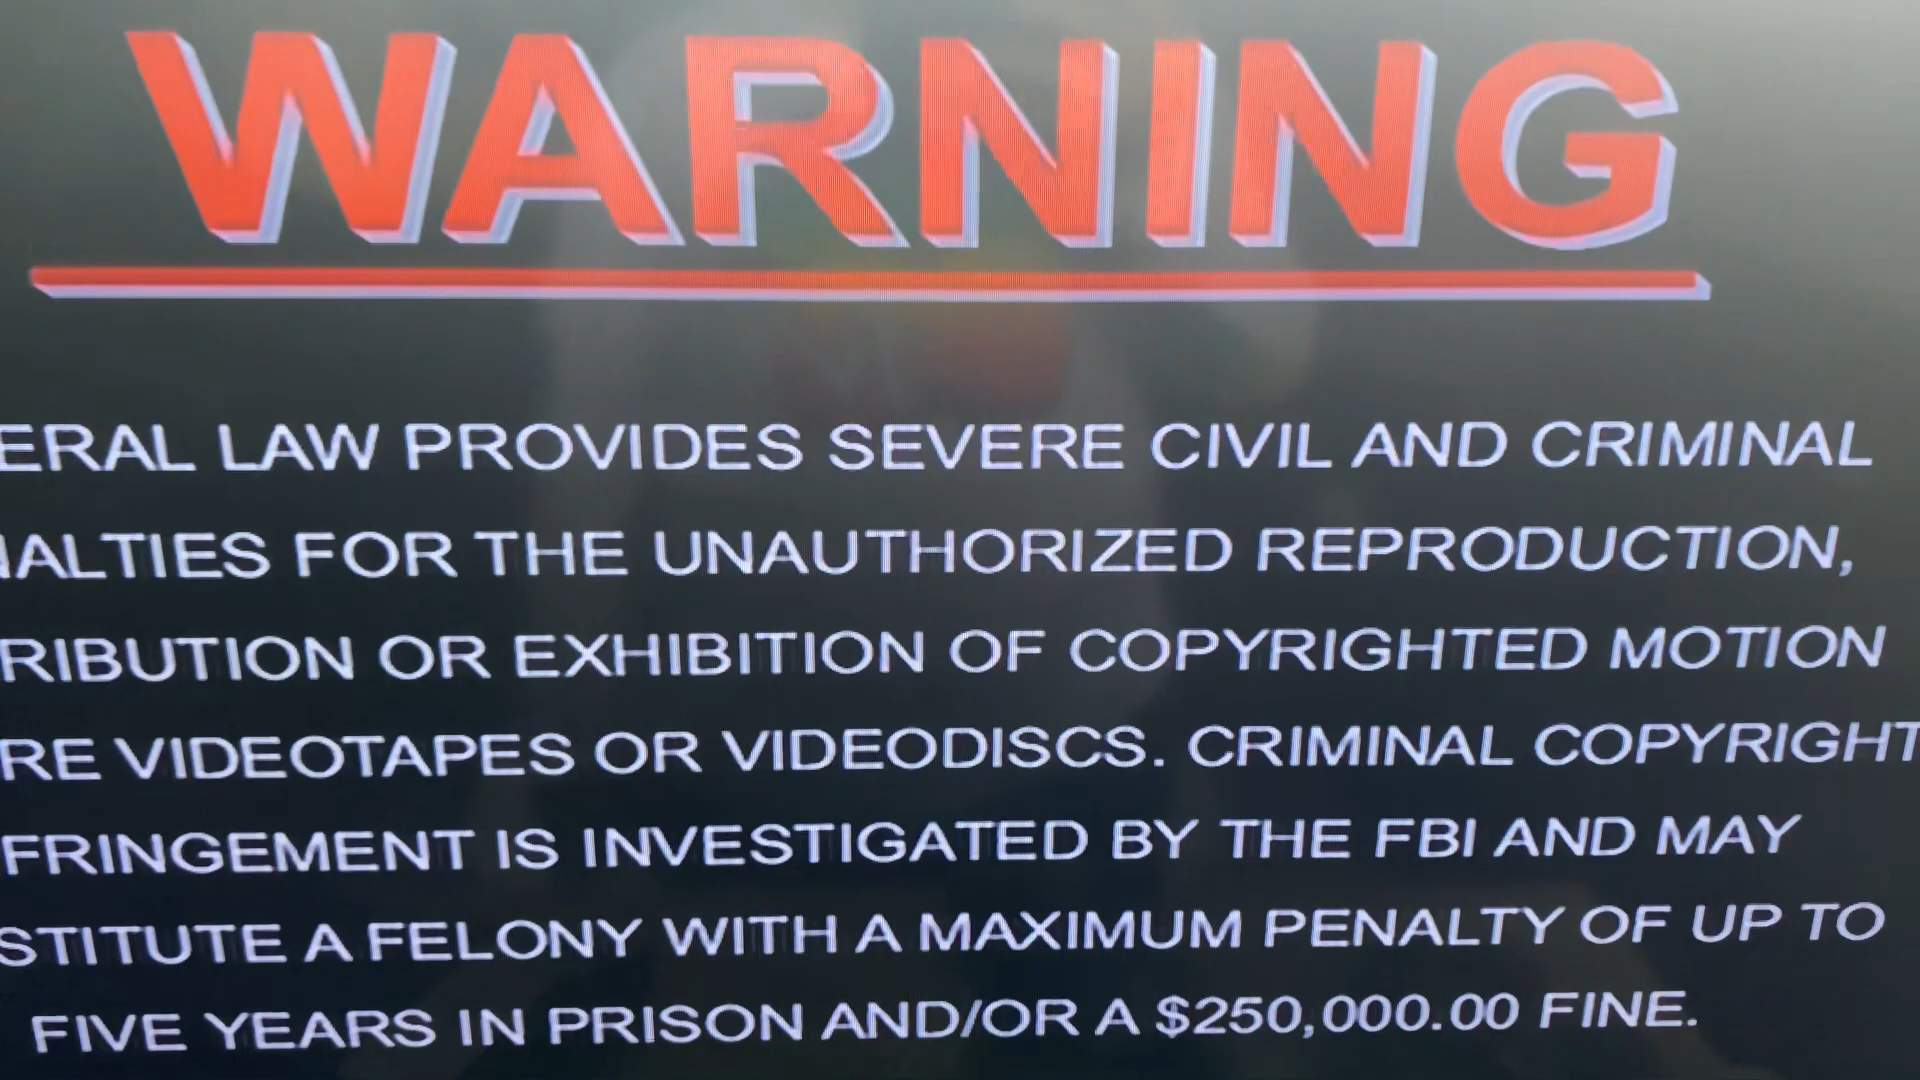 WARNING
ERAL LAW PROVIDES SEVERE CIVIL AND CRIMINAL
NALTIES FOR THE UNAUTHORIZED REPRODUCTION,
RIBUTION OR EXHIBITION OF COPYRIGHTED MOTION
RE VIDEOTAPES OR VIDEODISCS. CRIMINAL COPYRIGHT
FRINGEMENT IS INVESTIGATED BY THE FBI AND MAY
STITUTE A FELONY WITH A MAXIMUM PENALTY OF UP TO
FIVE YEARS IN PRISON AND/OR A $250,000.00 FINE.